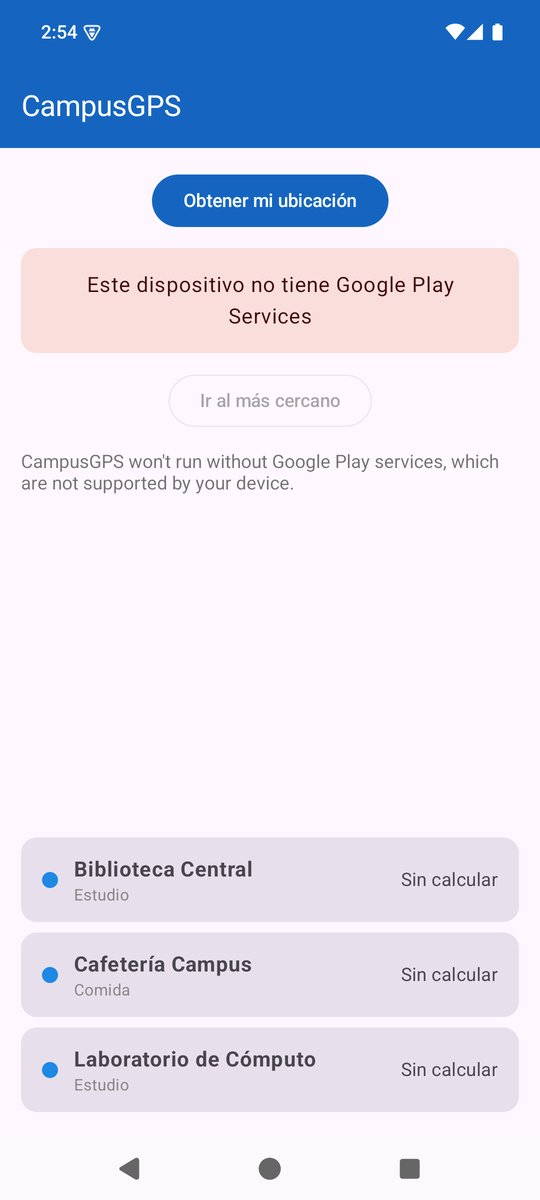 2:54
CampusGPS
Obtener mi ubicación
Este dispositivo no tiene Google Play
Services
Ir al más cercano
CampusGPS won't run without Google Play services, which
are not supported by your device.
Biblioteca Central
Estudio
Sin calcular
Cafetería Campus
Comida
Sin calcular
Laboratorio de Cómputo
Estudio
Sin calcular